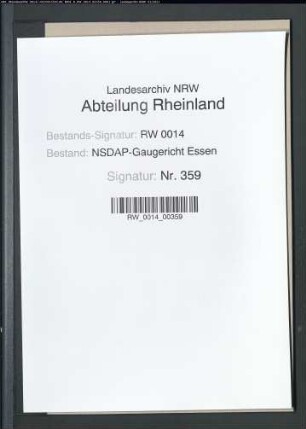 Landesarchiv NRW
Abteilung Rheinland
Bestands-Signatur: RW 0014
Bestand: NSDAP-Gaugericht Essen
Signatur: Nr. 359
RW_0014_00359